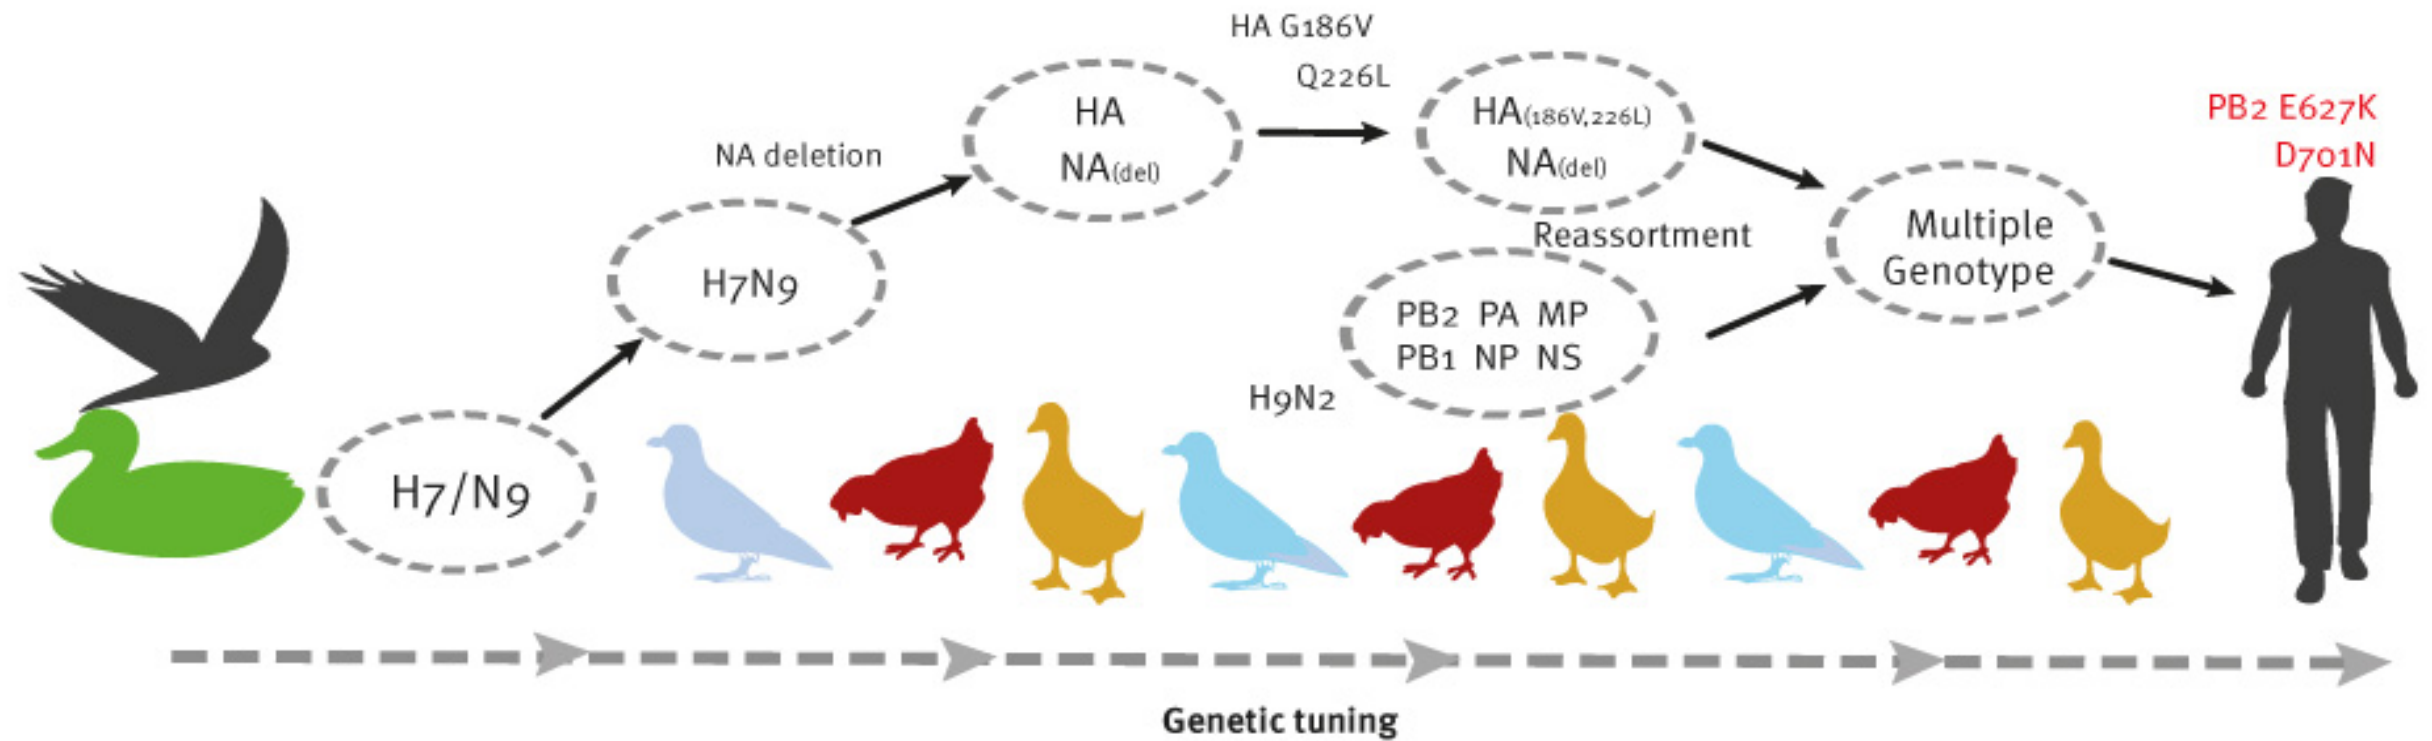 HA G186V
Q226L
HA
NA(del)
HA(186V,226L)
NA(del)
PB2 E627K
D701N
NA deletion
H7N9
Reassortment
Multiple
Genotype
PB2 PA MP
PB1 NP NS
H9N2
H7/N9
Genetic tuning